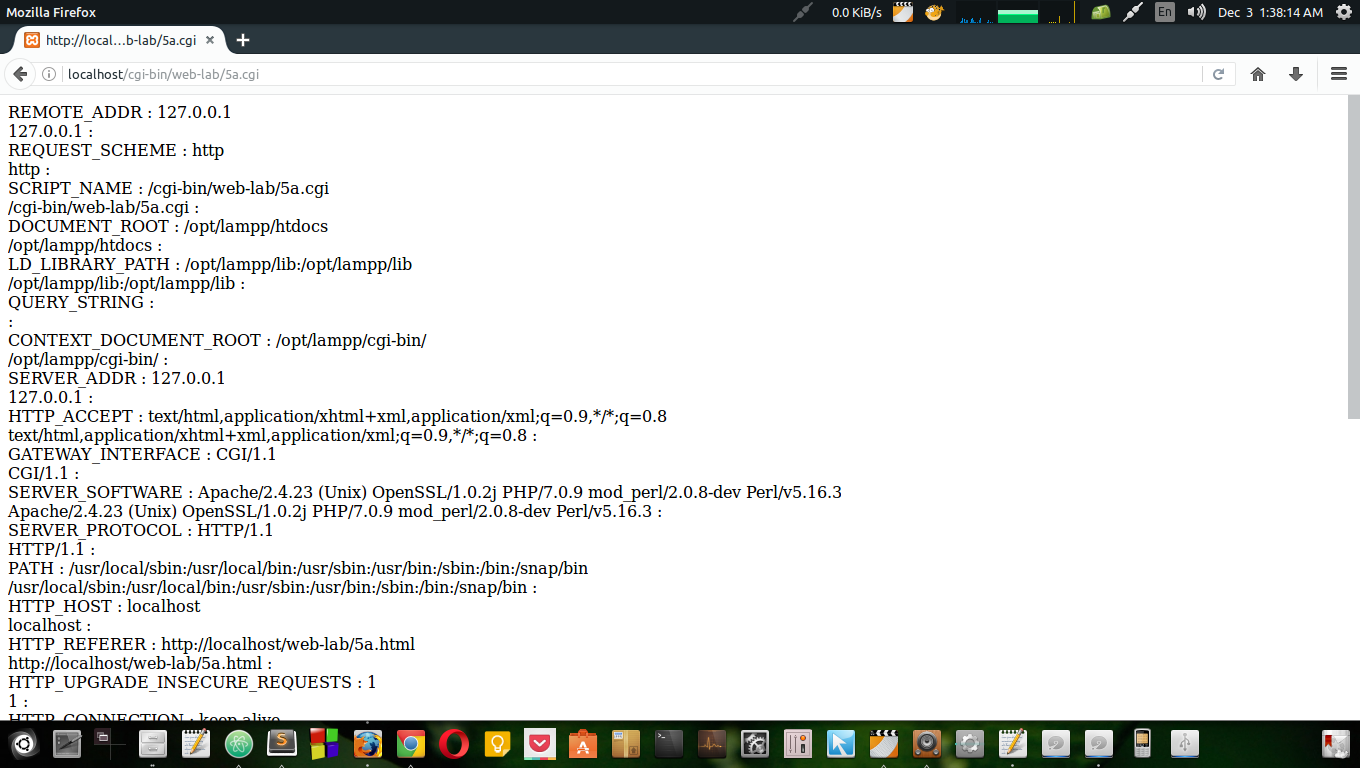 Mozilla Firefox
0.0 KiB/s
En
Dec 3 1:38:14 AM
http://local...b-lab/5a.cgi
localhost/cgi-bin/web-lab/5a.cgi
REMOTE_ADDR : 127.0.0.1
127.0.0.1 :
REQUEST_SCHEME : http
http :
SCRIPT_NAME : /cgi-bin/web-lab/5a.cgi
/cgi-bin/web-lab/5a.cgi :
DOCUMENT_ROOT : /opt/lampp/htdocs
/opt/lampp/htdocs :
LD_LIBRARY_PATH : /opt/lampp/lib:/opt/lampp/lib
/opt/lampp/lib:/opt/lampp/lib :
QUERY_STRING :
:
CONTEXT_DOCUMENT_ROOT : /opt/lampp/cgi-bin/
/opt/lampp/cgi-bin/ :
SERVER_ADDR : 127.0.0.1
127.0.0.1 :
HTTP_ACCEPT : text/html,application/xhtml+xml,application/xml;q=0.9,*/*;q=0.8
text/html,application/xhtml+xml,application/xml;q=0.9,*/*;q=0.8 :
GATEWAY_INTERFACE : CGI/1.1
CGI/1.1 :
SERVER_SOFTWARE : Apache/2.4.23 (Unix) OpenSSL/1.0.2j PHP/7.0.9 mod_perl/2.0.8-dev Perl/v5.16.3
Apache/2.4.23 (Unix) OpenSSL/1.0.2j PHP/7.0.9 mod_perl/2.0.8-dev Perl/v5.16.3 :
SERVER_PROTOCOL : HTTP/1.1
HTTP/1.1 :
PATH : /usr/local/sbin:/usr/local/bin:/usr/sbin:/usr/bin:/sbin:/bin:/snap/bin
/usr/local/sbin:/usr/local/bin:/usr/sbin:/usr/bin:/sbin:/bin:/snap/bin :
HTTP_HOST : localhost
localhost :
HTTP_REFERER : http://localhost/web-lab/5a.html
http://localhost/web-lab/5a.html :
HTTP_UPGRADE_INSECURE_REQUESTS : 1
1 :
HTTP_CONNECTION : keep-alive